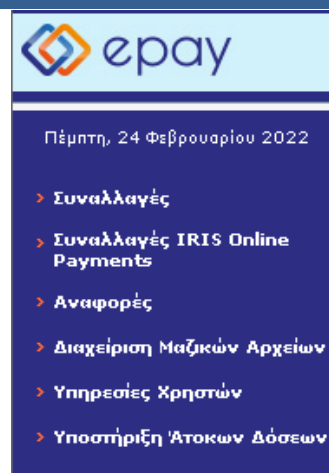 epay
Πέμπτη, 24 Φεβρουαρίου 2022
Συναλλαγές
Συναλλαγές IRIS Online
Payments
Αναφορές
Διαχείριση Μαζικών Αρχείων
Υπηρεσίες Χρηστών
Υποστήριξη Άτοκων Δόσεων